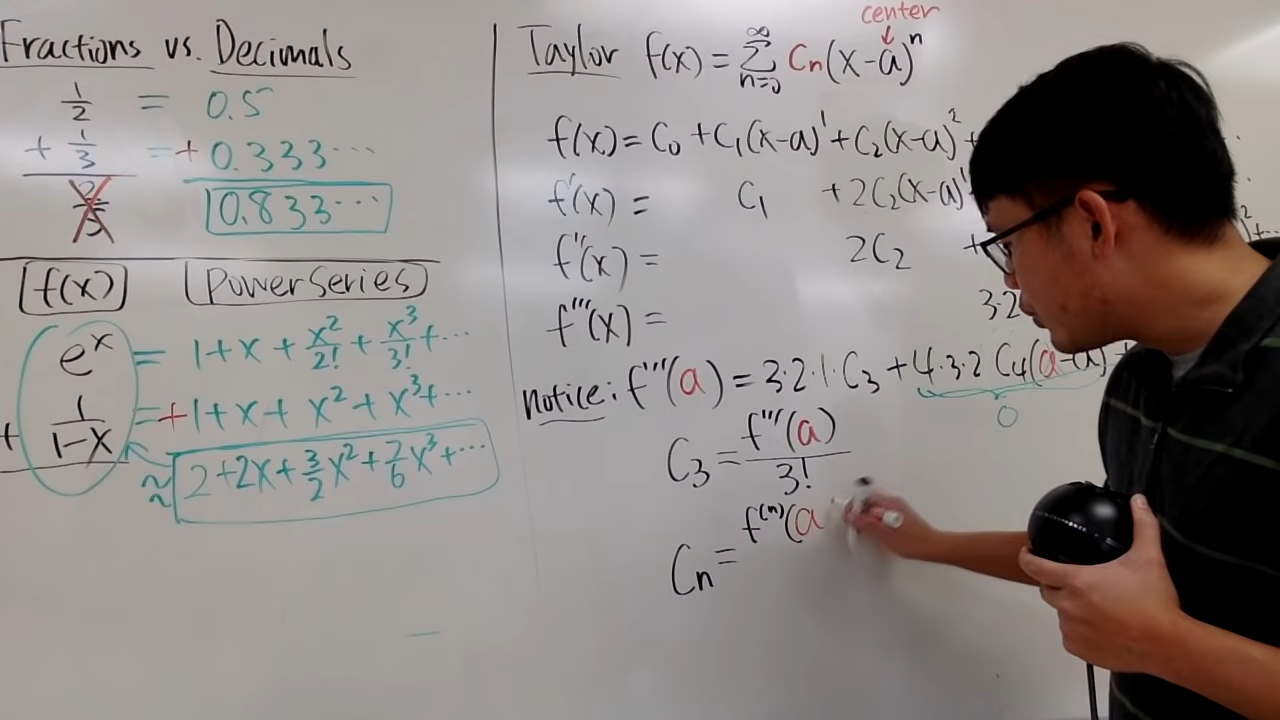 Fractions vs. Decimals
1/2 = 0.5
+ 1/3 = + 0.333...
2/5 0.833...
f(x) Power Series
e^x = 1+x+x^2/2!+x^3/3!+...
+ 1/(1-x) = +1+x+x^2+x^3+...
≈ 2+2x+3/2x^2+7/6x^3+...
center
↓
Taylor f(x)=∑_{n=0}^{∞} Cn(x-a)^n
f(x)=C₀+C₁(x-a)^1+C₂(x-a)^2+
f'(x)= C₁ +2C₂(x-a)^1
f''(x)= 2C₂ +
f'''(x)= 3·2
notice: f'''(a)=3·2·1·C₃+4·3·2 C₄(a-a)+
0
C₃=f'''(a)/3!
Cn=f^(n)(a